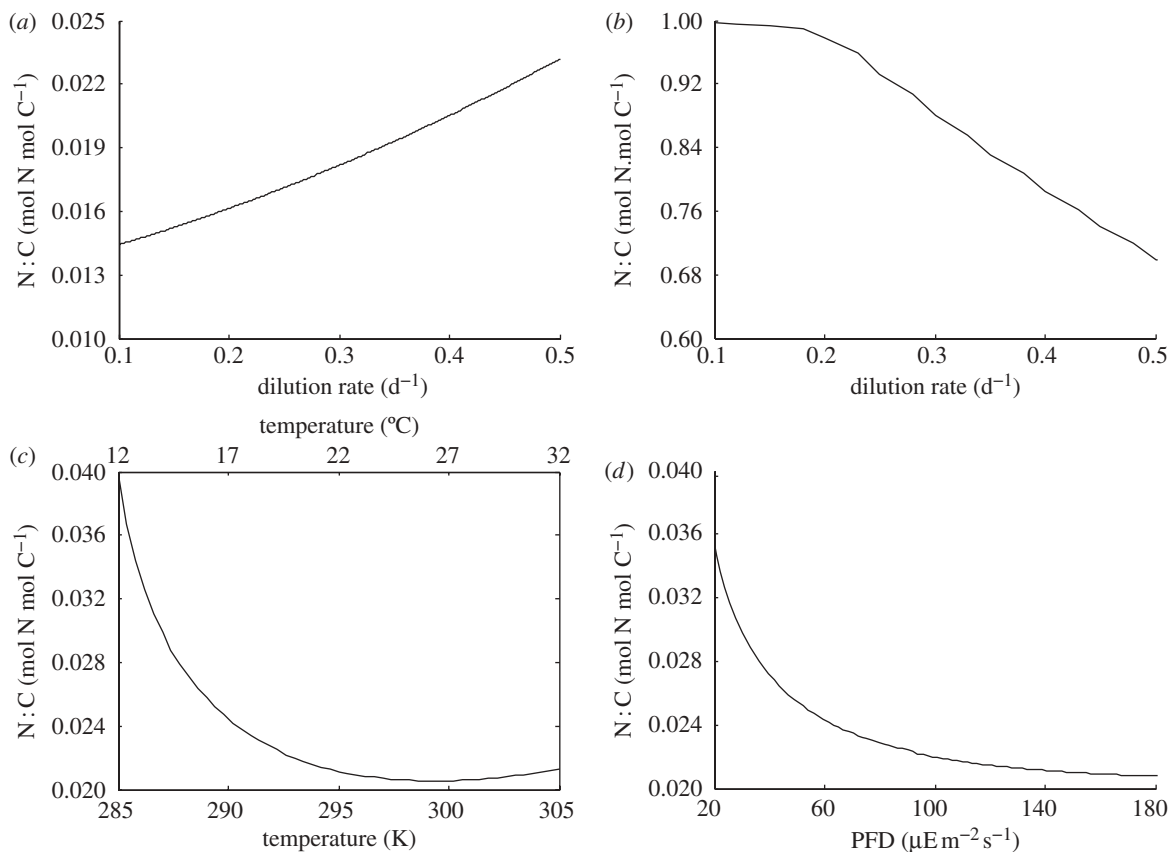 (a)
0.025
0.022
0.019
0.016
0.013
0.010
N : C (mol N mol C⁻¹)
0.1 0.2 0.3 0.4 0.5
dilution rate (d⁻¹)
(b)
1.00
0.92
0.84
0.76
0.68
0.60
N : C (mol N.mol C⁻¹)
0.1 0.2 0.3 0.4 0.5
dilution rate (d⁻¹)
temperature (ºC)
(c)
12 17 22 27 32
0.040
0.036
0.032
0.028
0.024
0.020
N : C (mol N mol C⁻¹)
285 290 295 300 305
temperature (K)
(d)
0.040
0.036
0.032
0.028
0.024
0.020
N : C (mol N mol C⁻¹)
20 60 100 140 180
PFD (µE m⁻² s⁻¹)